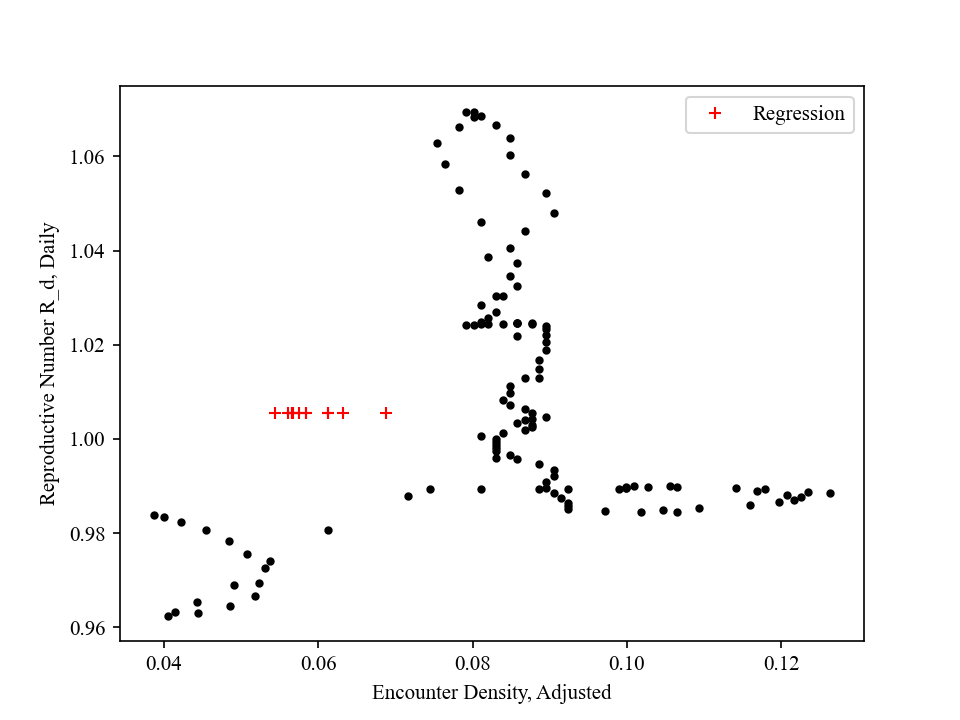 Regression
1.06
1.04
1.02
1.00
0.98
0.96
Reproductive Number R_d, Daily
0.04 0.06 0.08 0.10 0.12
Encounter Density, Adjusted